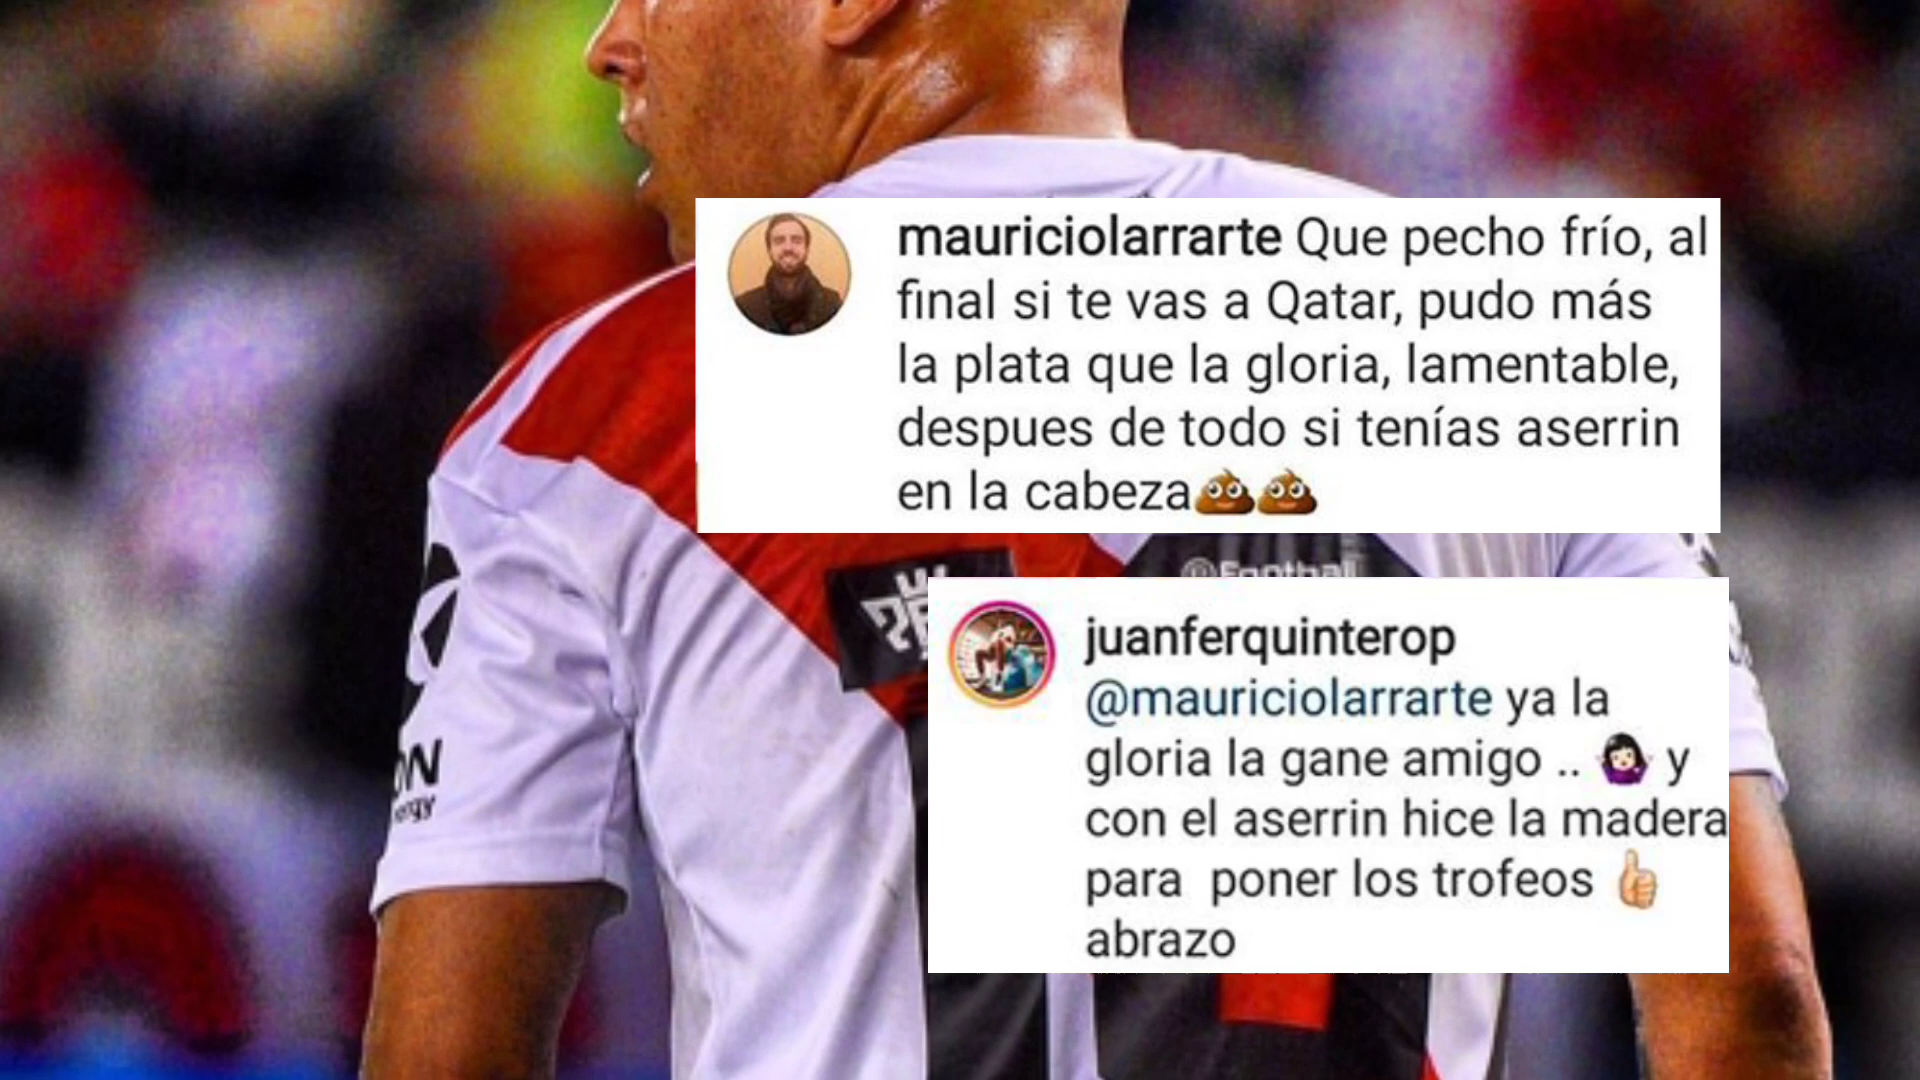 mauriciolarrarte Que pecho frío, al
final si te vas a Qatar, pudo más
la plata que la gloria, lamentable,
despues de todo si tenías aserrin
en la cabeza💩💩
@Football
juanferquinterop
@mauriciolarrarte ya la
gloria la gane amigo .. 🤷🏻‍♀️ y
con el aserrin hice la madera
para poner los trofeos 👍🏻
abrazo